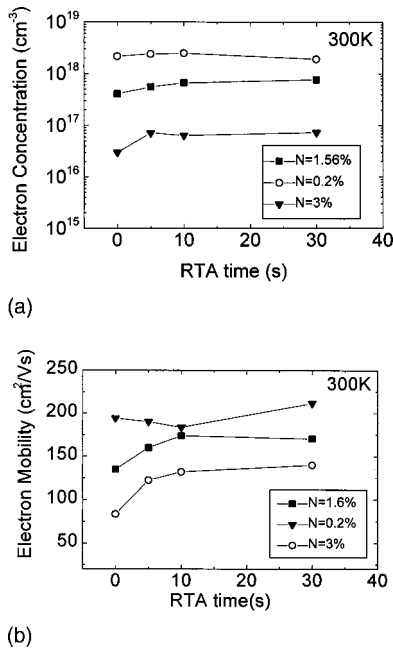 Electron Concentration (cm⁻³)
10¹⁹
10¹⁸
10¹⁷
10¹⁶
10¹⁵
300K
N=1.56%
N=0.2%
N=3%
0 10 20 30 40
RTA time (s)
(a)
Electron Mobility (cm²/Vs)
250
200
150
100
50
300K
N=1.6%
N=0.2%
N=3%
0 10 20 30 40
RTA time(s)
(b)